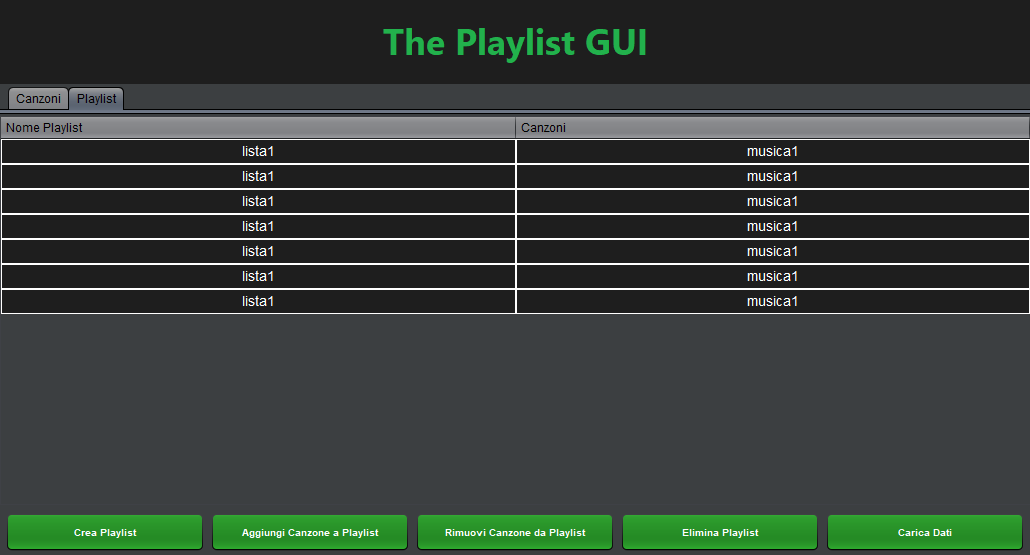 The Playlist GUI
Canzoni Playlist
Nome Playlist Canzoni
lista1 musica1
lista1 musica1
lista1 musica1
lista1 musica1
lista1 musica1
lista1 musica1
lista1 musica1
Crea Playlist Aggiungi Canzone a Playlist Rimuovi Canzone da Playlist Elimina Playlist Carica Dati